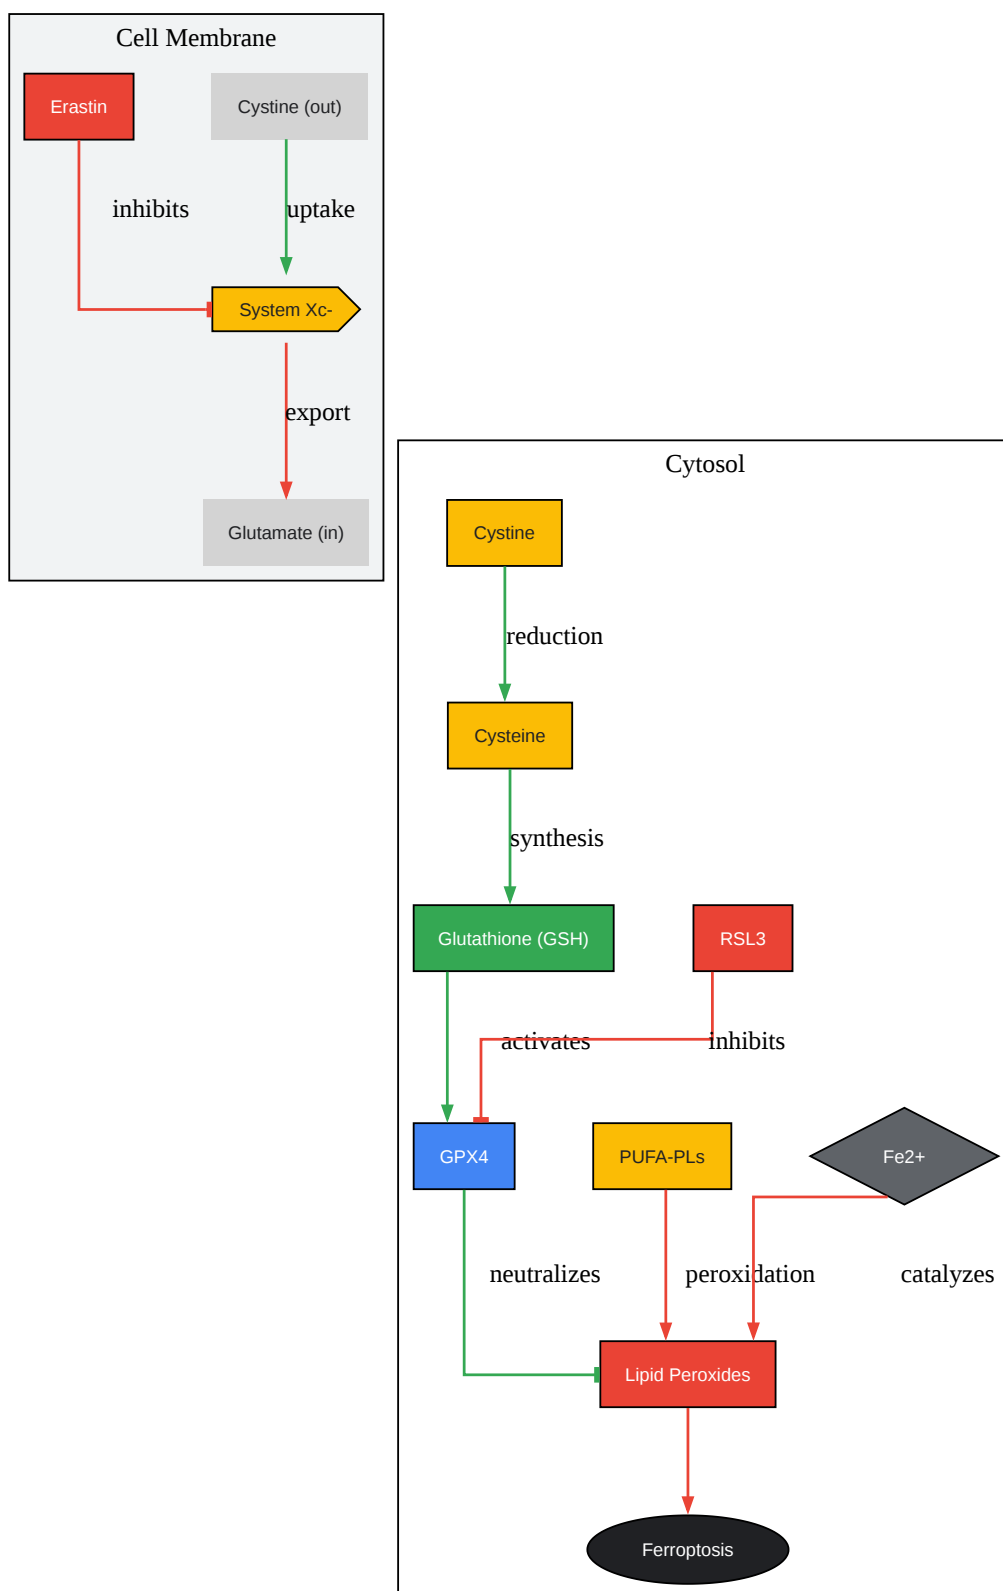 Cell Membrane
Erastin
Cystine (out)
inhibits
uptake
System Xc-
export
Glutamate (in)
Cytosol
Cystine
reduction
Cysteine
synthesis
Glutathione (GSH)
RSL3
activates
inhibits
GPX4
PUFA-PLs
Fe2+
neutralizes
peroxidation
catalyzes
Lipid Peroxides
Ferroptosis